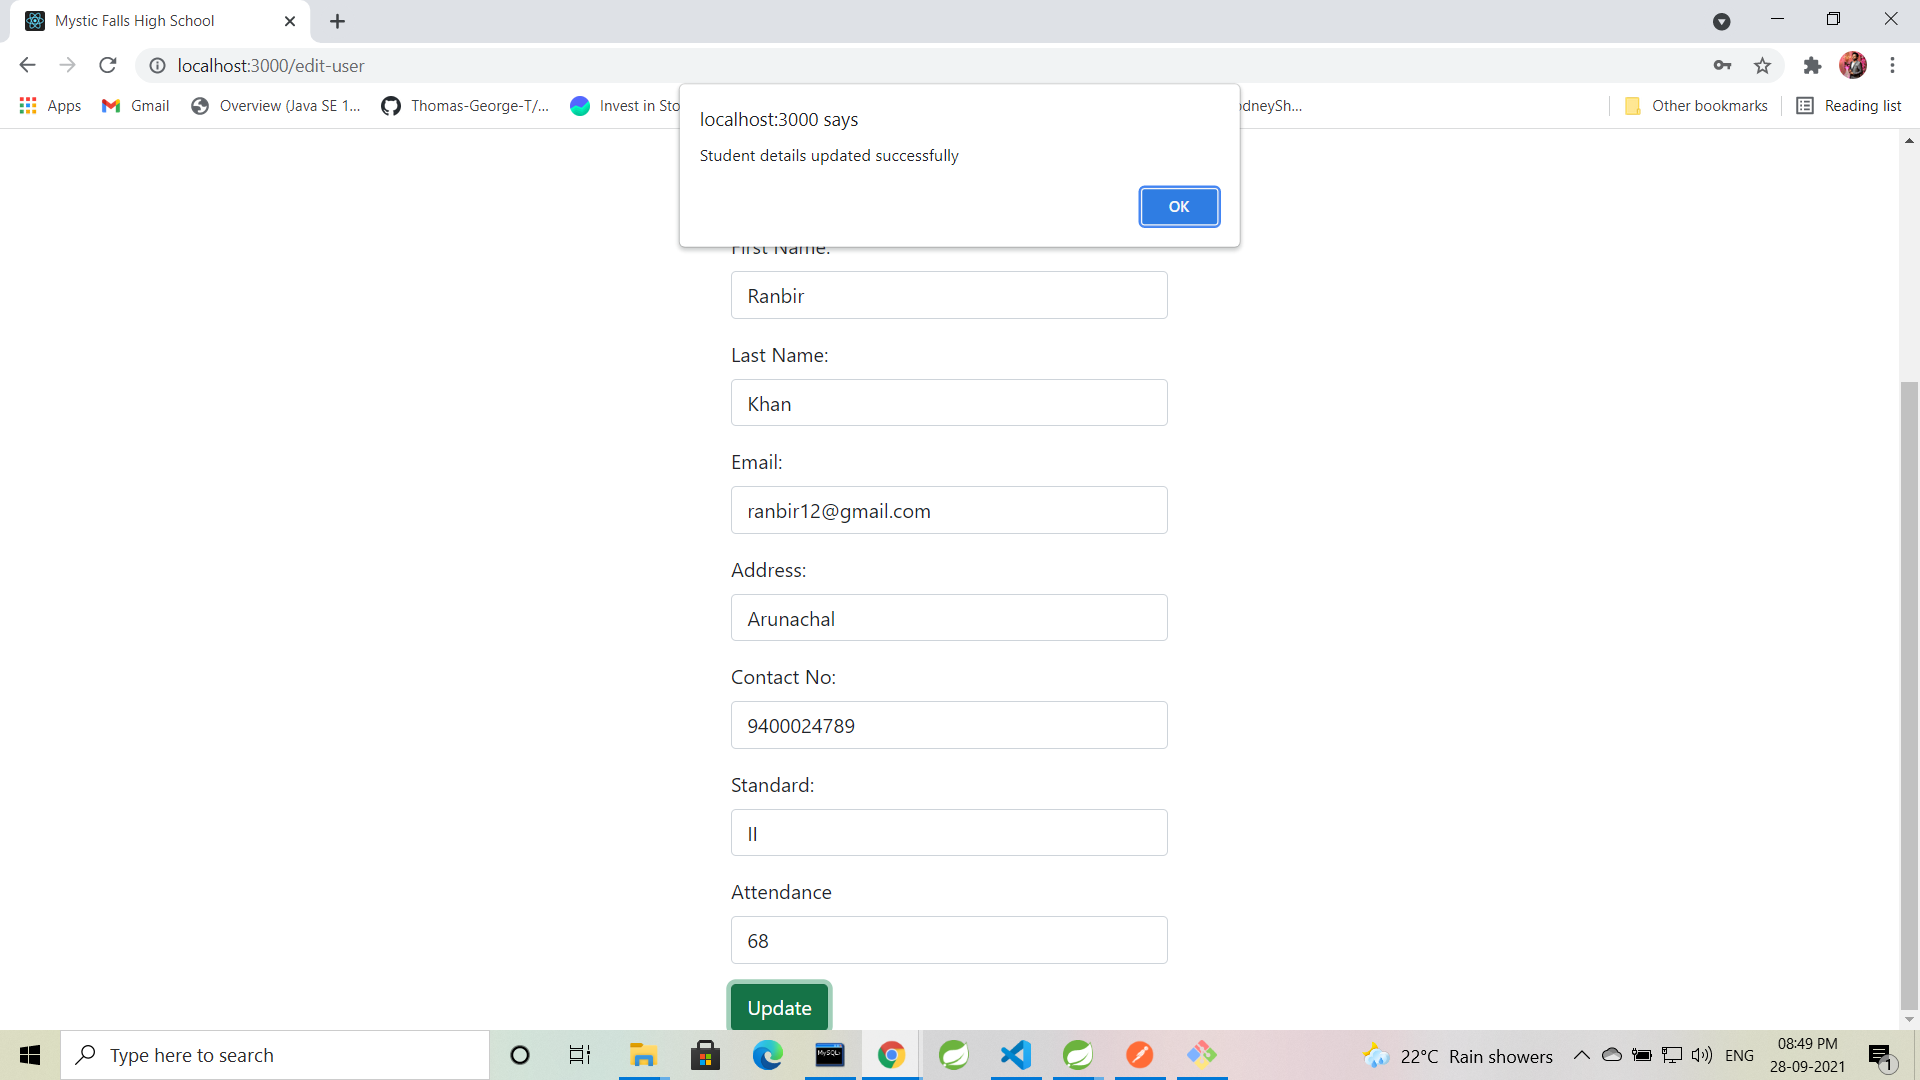 Mystic Falls High School
localhost:3000/edit-user
Apps
Gmail
Overview (Java SE 1...
Thomas-George-T/...
Invest in Sto
odneySh...
Other bookmarks
Reading list
localhost:3000 says
Student details updated successfully
OK
First Name:
Ranbir
Last Name:
Khan
Email:
ranbir12@gmail.com
Address:
Arunachal
Contact No:
9400024789
Standard:
II
Attendance
68
Update
Type here to search
MySQL
22°C Rain showers
ENG
08:49 PM
28-09-2021
1